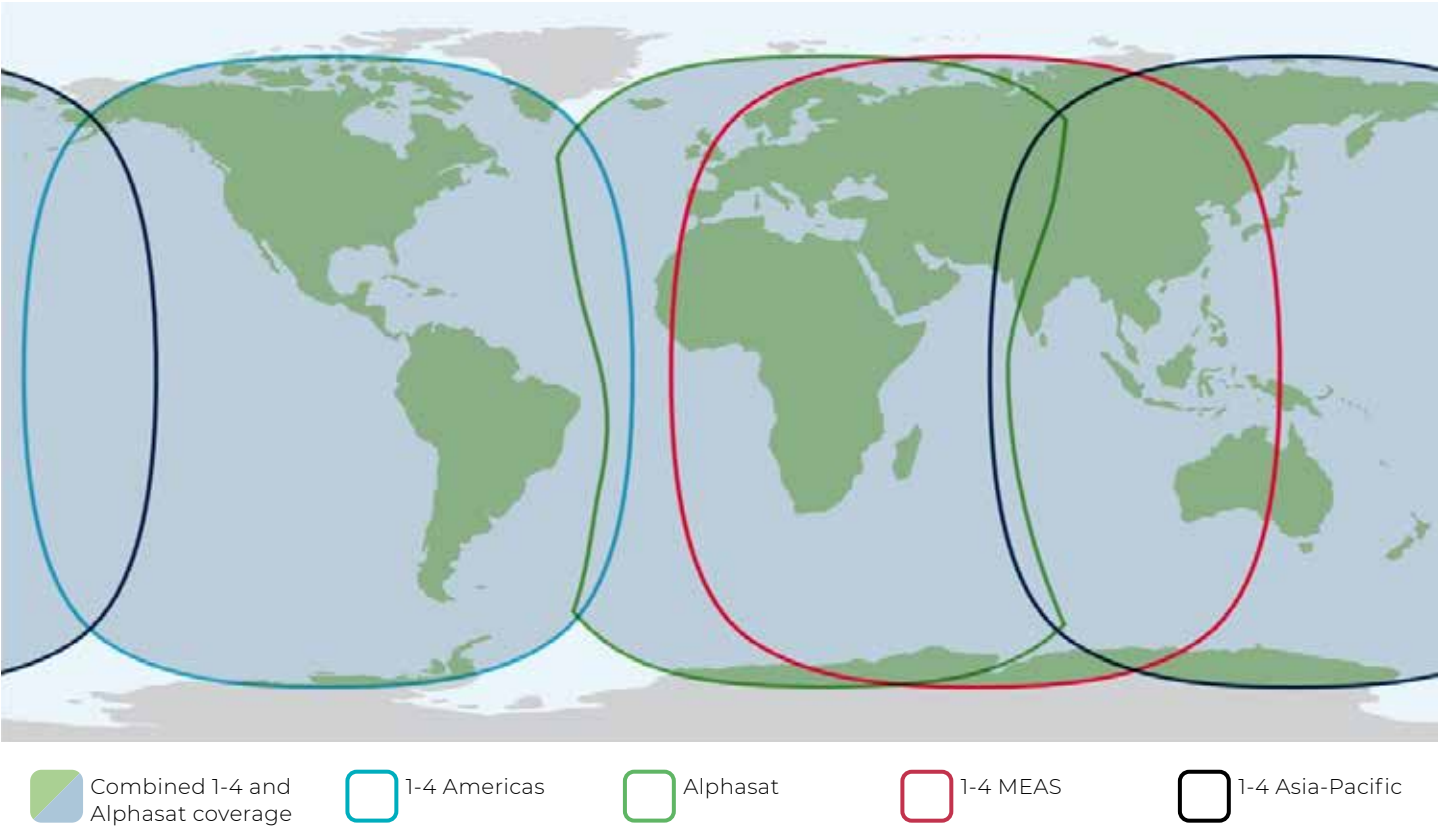 Combined 1-4 and
Alphasat coverage
1-4 Americas
Alphasat
1-4 MEAS
1-4 Asia-Pacific